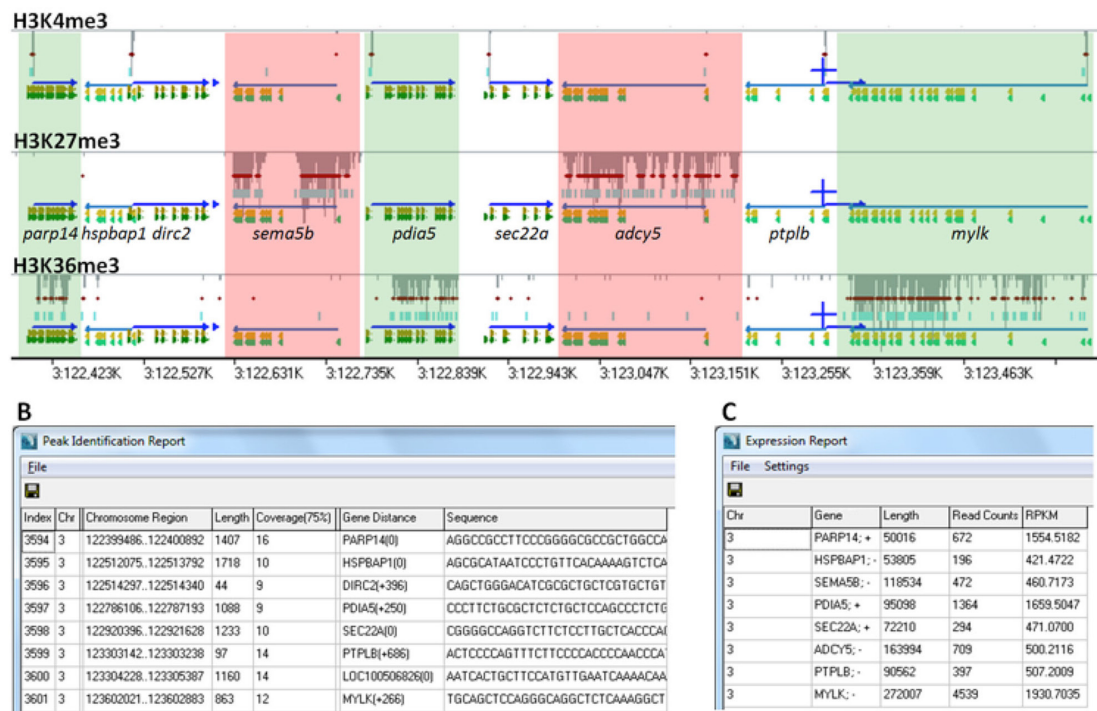 H3K4me3
H3K27me3
parp14 hspbap1 dirc2 sema5b pdia5 sec22a adcy5 ptplb mylk
H3K36me3
3:122,423K 3:122,527K 3:122,631K 3:122,735K 3:122,839K 3:122,943K 3:123,047K 3:123,151K 3:123,255K 3:123,359K 3:123,463K
B
Peak Identification Report
File
Index Chr Chromosome Region Length Coverage(75%) Gene Distance Sequence
3594 3 122399486..122400892 1407 16 PARP14(0) AGGCCGCCTTCCCGGGGCGCCGCTGGCCA
3595 3 122512075..122513792 1718 10 HSPBAP1(0) AGCGCATAATCCCTGTTCACAAAAGTCTCA
3596 3 122514297..122514340 44 9 DIRC2(+396) CAGCTGGGACATCGCGCTGCTCGTGCTGT
3597 3 122786106..122787193 1088 9 PDIA5(+250) CCCTTCTGCGCTCTCTGCTCCAGCCCTCTG
3598 3 122920396..122921628 1233 10 SEC22A(0) CGGGGCCAGGTCTTCTCCTTGCTCACCCA
3599 3 123303142..123303238 97 14 PTPLB(+686) ACTCCCCAGTTTCTTCCCCACCCCAACCCA
3600 3 123304228..123305387 1160 14 LOC100506826(0) AATCACTGCTTCCATGTTGAATCAAAACAA
3601 3 123602021..123602883 863 12 MYLK(+266) TGCAGCTCCAGGGCAGGCTCTCAAAGGCT
C
Expression Report
File Settings
Chr Gene Length Read Counts RPKM
3 PARP14; + 50016 672 1554.5182
3 HSPBAP1; - 53805 196 421.4722
3 SEMA5B; - 118534 472 460.7173
3 PDIA5; + 95098 1364 1659.5047
3 SEC22A; + 72210 294 471.0700
3 ADCY5; - 163994 709 500.2116
3 PTPLB; - 90562 397 507.2009
3 MYLK; - 272007 4539 1930.7035